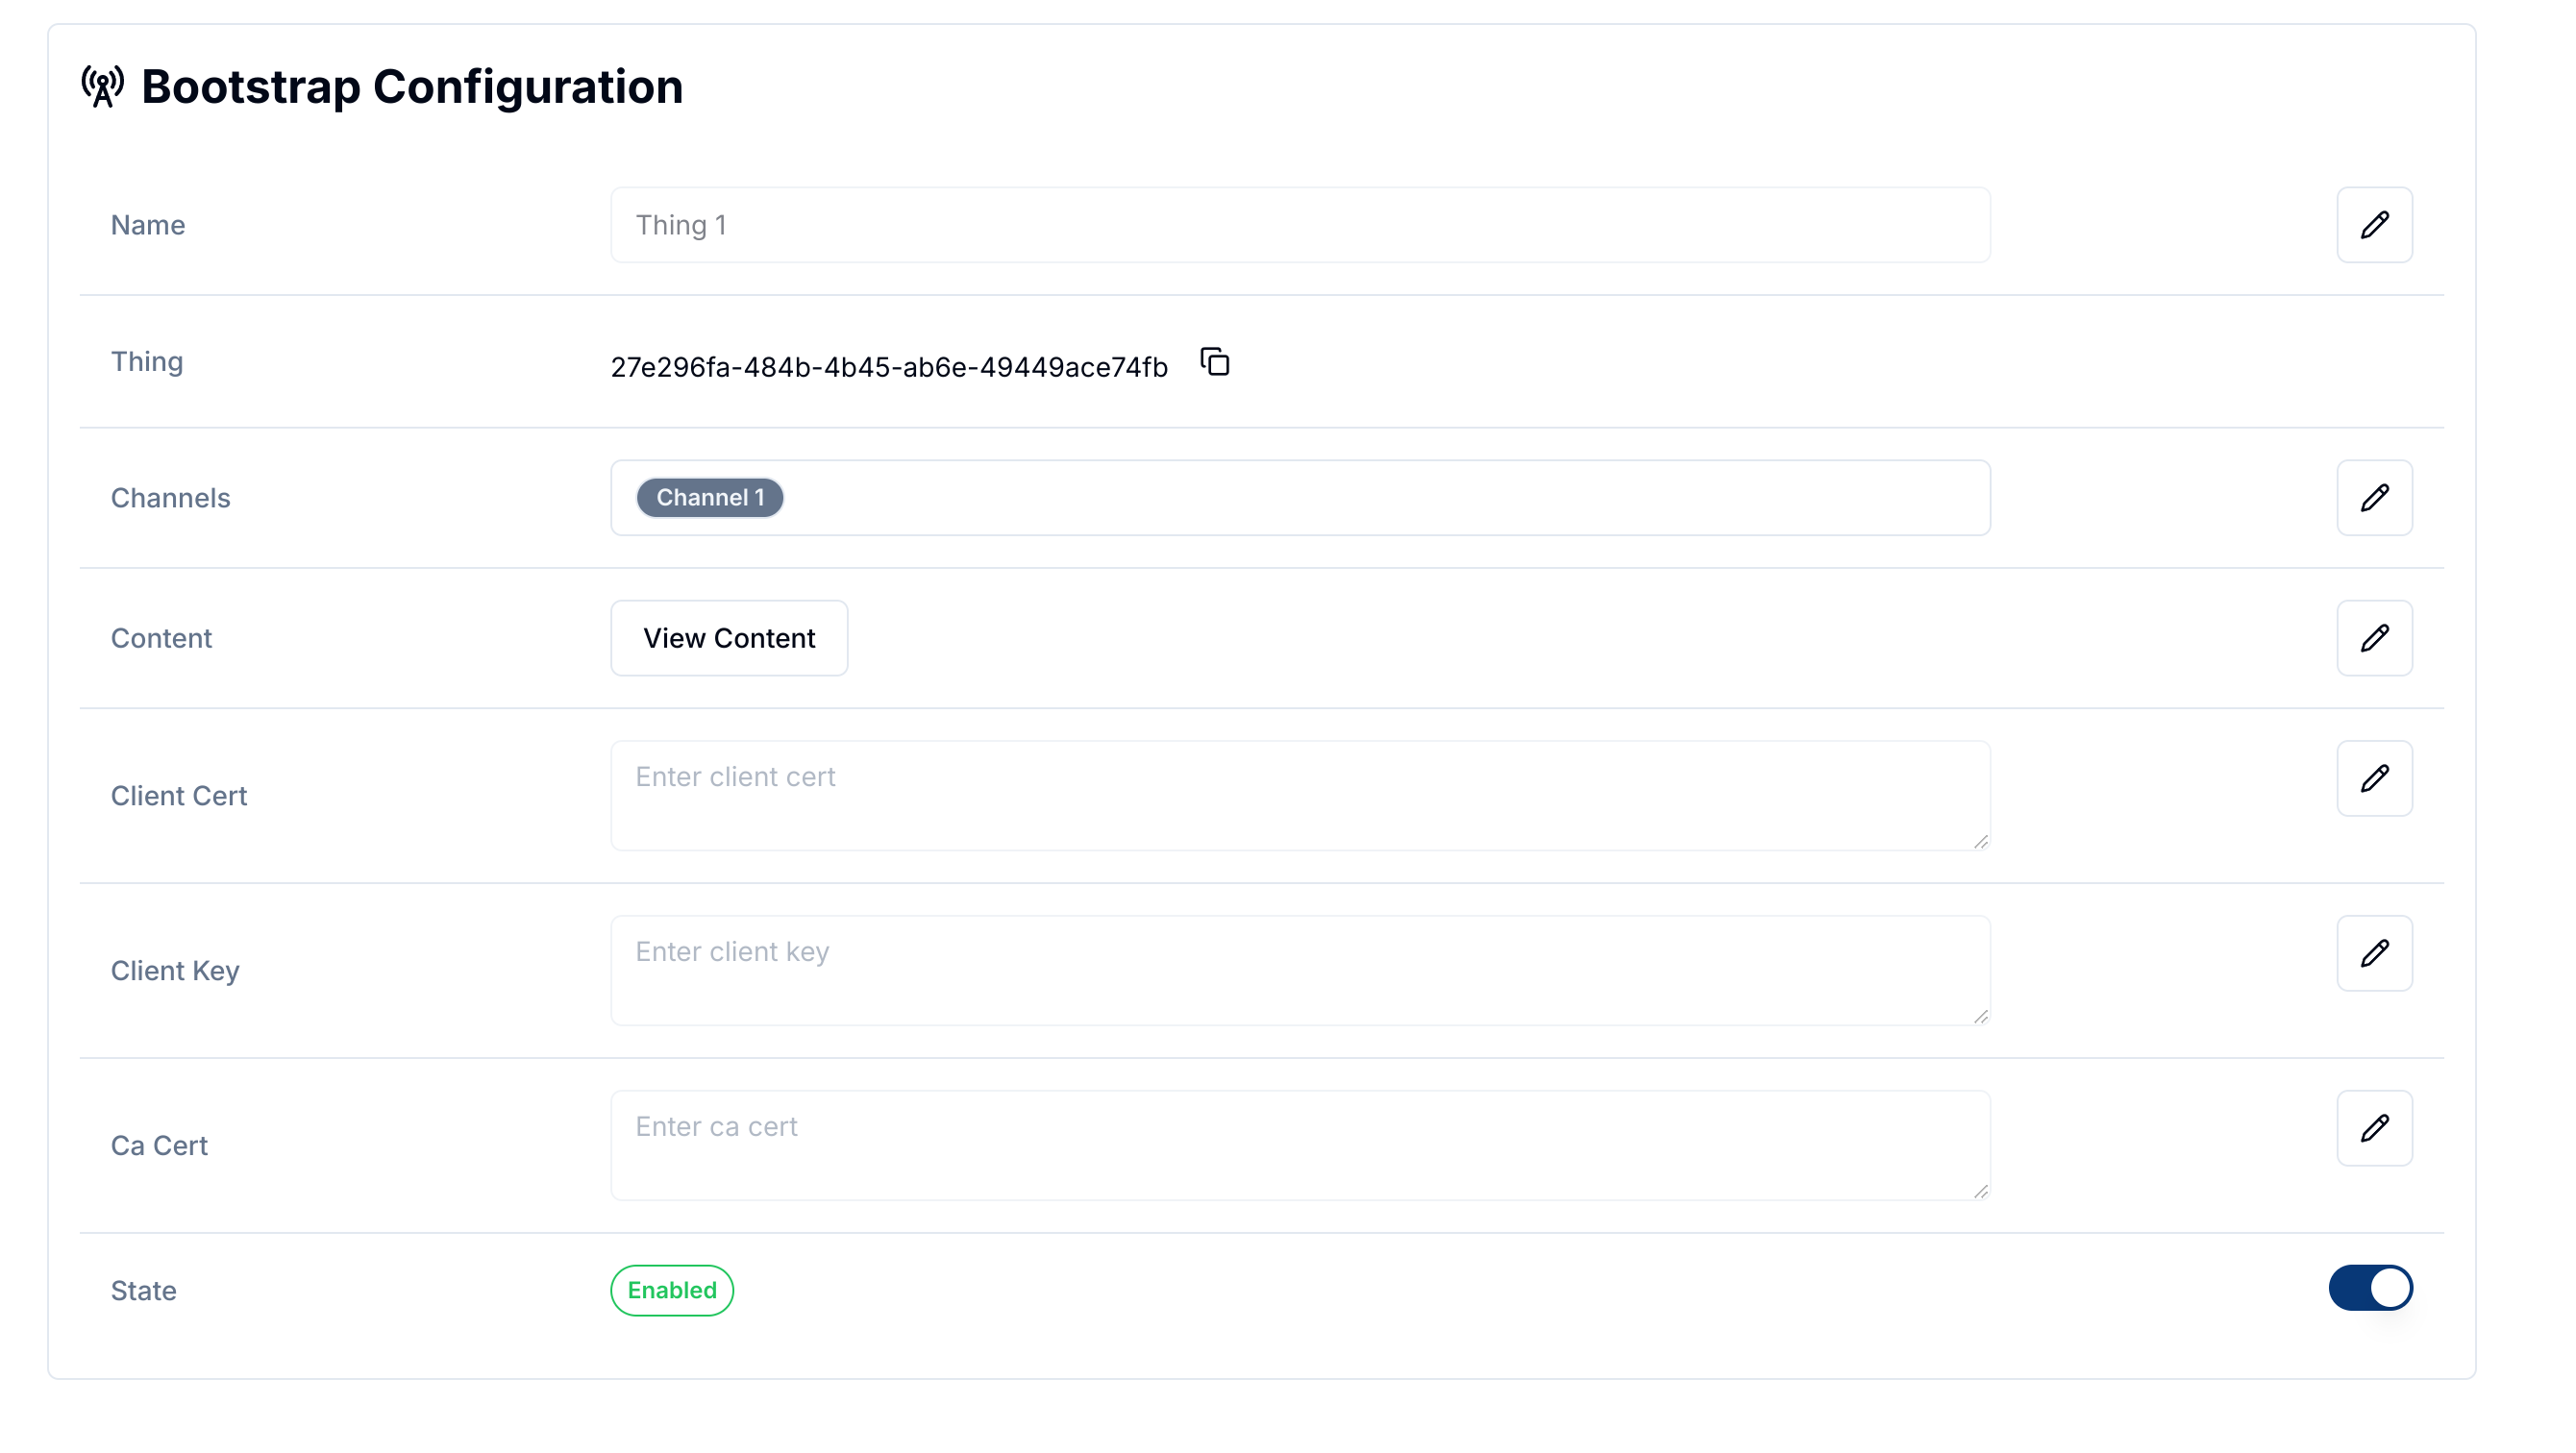 Bootstrap Configuration
Name
Thing 1
Thing
27e296fa-484b-4b45-ab6e-49449ace74fb
Channels
Channel 1
Content
View Content
Client Cert
Enter client cert
Client Key
Enter client key
Ca Cert
Enter ca cert
State
Enabled